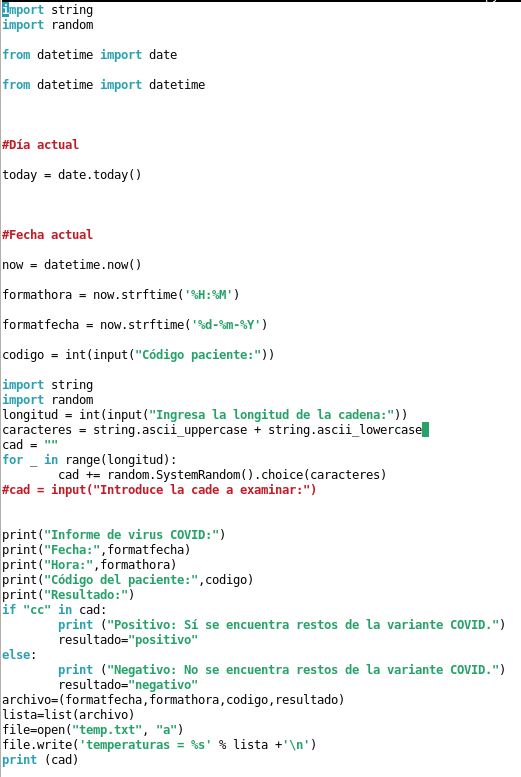 import string
import random
from datetime import date
from datetime import datetime
#Día actual
today = date.today()
#Fecha actual
now = datetime.now()
formathora = now.strftime('%H:%M')
formatfecha = now.strftime('%d-%m-%Y')
codigo = int(input("Código paciente:"))
import string
import random
longitud = int(input("Ingresa la longitud de la cadena:"))
caracteres = string.ascii_uppercase + string.ascii_lowercase
cad = ""
for _ in range(longitud):
        cad += random.SystemRandom().choice(caracteres)
#cad = input("Introduce la cade a examinar:")
print("Informe de virus COVID:")
print("Fecha:",formatfecha)
print("Hora:",formathora)
print("Código del paciente:",codigo)
print("Resultado:")
if "cc" in cad:
        print ("Positivo: Sí se encuentra restos de la variante COVID.")
        resultado="positivo"
else:
        print ("Negativo: No se encuentra restos de la variante COVID.")
        resultado="negativo"
archivo=(formatfecha,formathora,codigo,resultado)
lista=list(archivo)
file=open("temp.txt", "a")
file.write('temperaturas = %s' % lista +'\n')
print (cad)